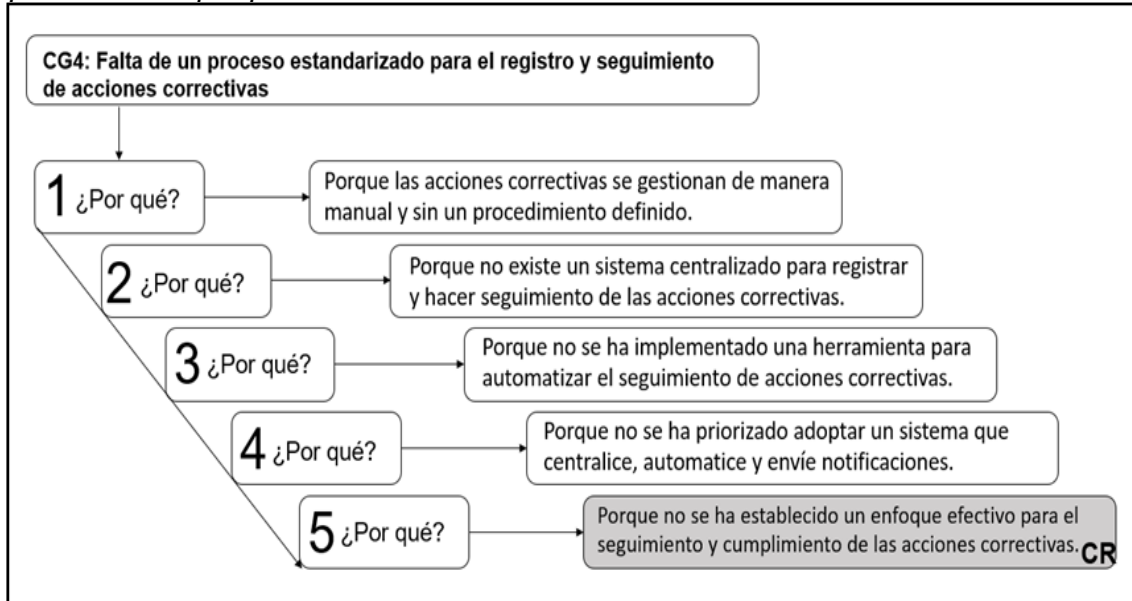 CG4: Falta de un proceso estandarizado para el registro y seguimiento
de acciones correctivas
1 ¿Por qué?
Porque las acciones correctivas se gestionan de manera
manual y sin un procedimiento definido.
2 ¿Por qué?
Porque no existe un sistema centralizado para registrar
y hacer seguimiento de las acciones correctivas.
3 ¿Por qué?
Porque no se ha implementado una herramienta para
automatizar el seguimiento de acciones correctivas.
4 ¿Por qué?
Porque no se ha priorizado adoptar un sistema que
centralice, automatice y envíe notificaciones.
5 ¿Por qué?
Porque no se ha establecido un enfoque efectivo para el
seguimiento y cumplimiento de las acciones correctivas.
CR